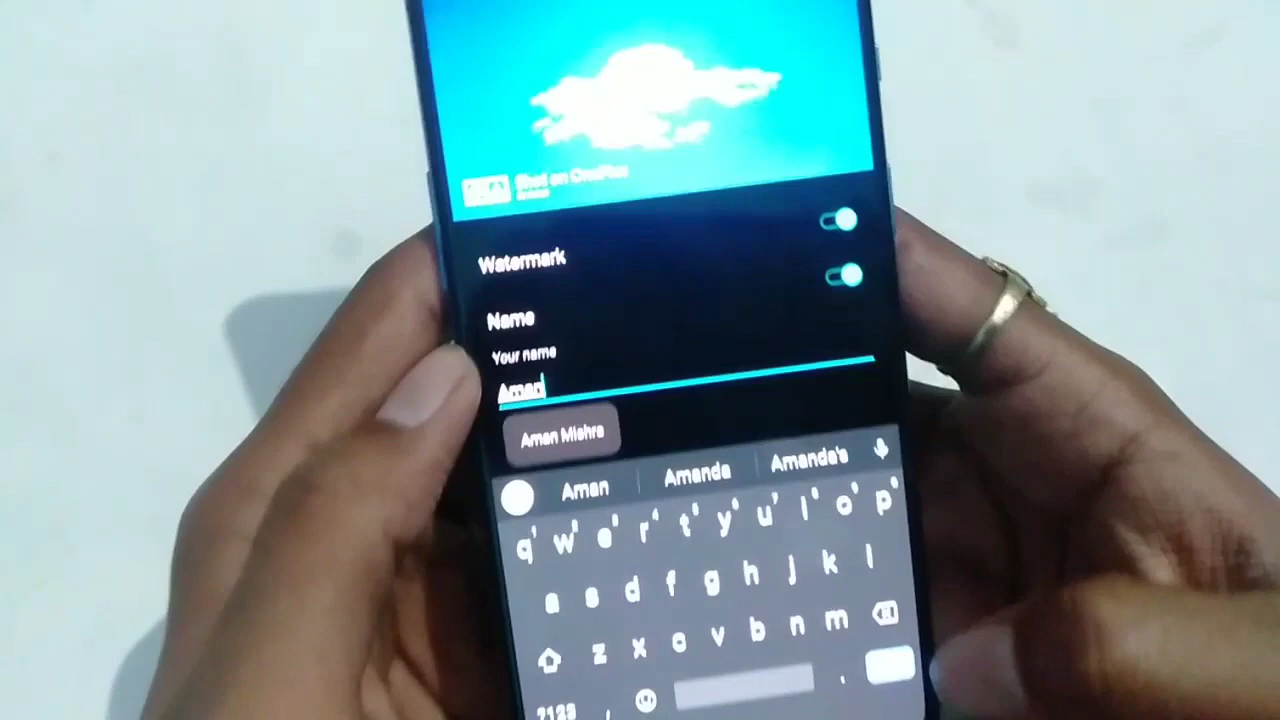 Shot on OnePlus
Watermark
Name
Your name
Aman
Aman Mishra
Aman Amanda Amanda's
q w e r t y u i o p
a s d f g h j k l
z x c v b n m
?123 , .